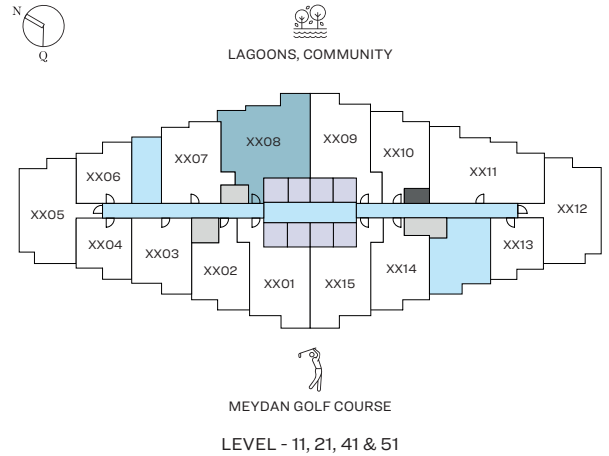 N
Q
LAGOONS, COMMUNITY
XX08
XX09
XX07
XX10
XX06
XX11
XX05
XX12
XX04
XX03
XX13
XX02
XX14
XX01
XX15
MEYDAN GOLF COURSE
LEVEL - 11, 21, 41 & 51